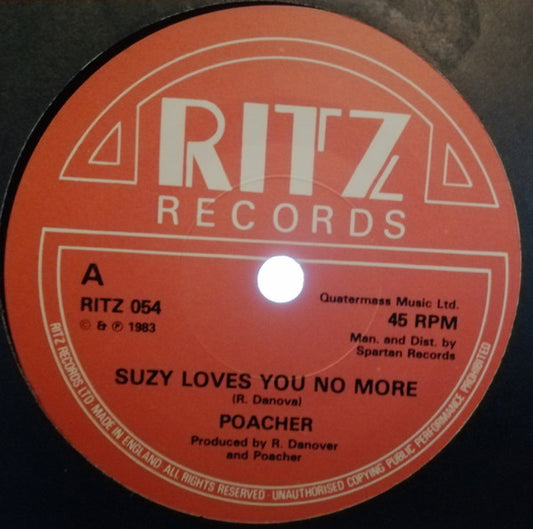 RITZ
RECORDS
A
RITZ 054
© & ℗ 1983
Quatermass Music Ltd.
45 RPM
Man. and Dist. by
Spartan Records
SUZY LOVES YOU NO MORE
(R. Danova)
POACHER
Produced by R. Danover
and Poacher
RITZ RECORDS LTD MADE IN ENGLAND. ALL RIGHTS RESERVED · UNAUTHORISED COPYING PUBLIC PERFORMANCE PROHIBITED